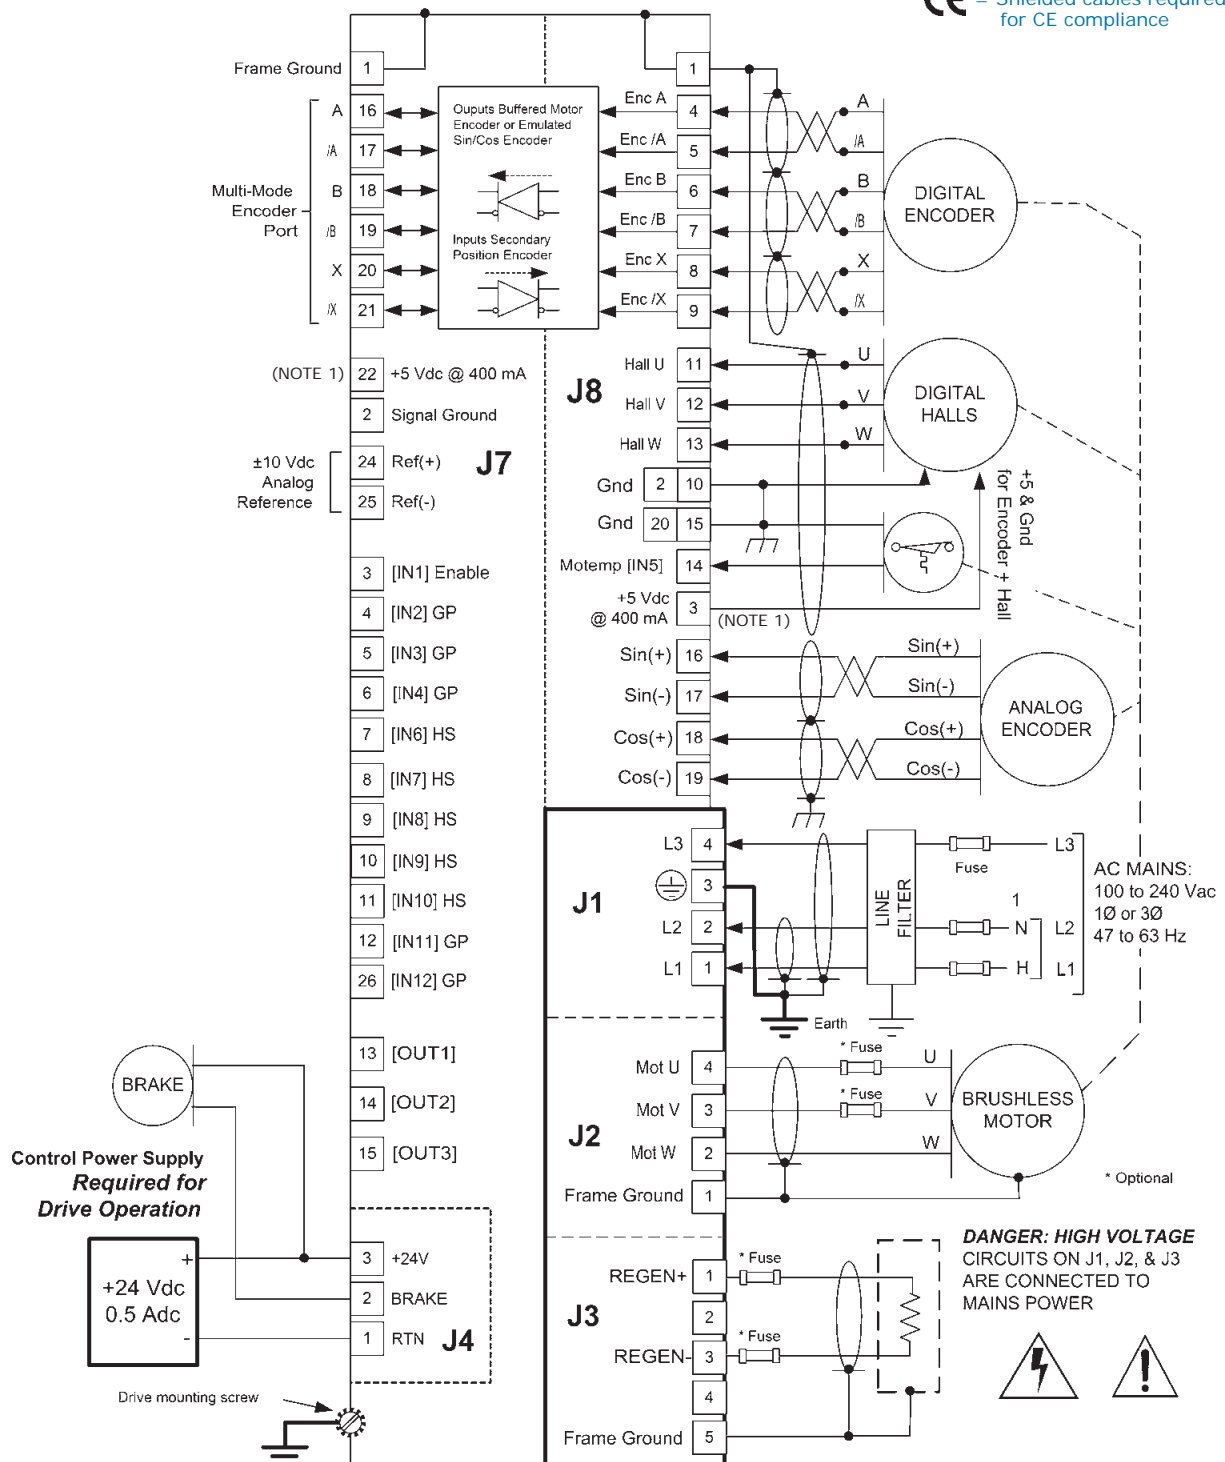 CE = Shielded cables required
for CE compliance
Frame Ground 1
1
A 16
/A 17
B 18
/B 19
X 20
/X 21
Multi-Mode
Encoder
Port
Ouputs Buffered Motor
Encoder or Emulated
Sin/Cos Encoder
Inputs Secondary
Position Encoder
Enc A 4
Enc /A 5
Enc B 6
Enc /B 7
Enc X 8
Enc /X 9
A
/A
B
/B
X
/X
DIGITAL
ENCODER
(NOTE 1) 22 +5 Vdc @ 400 mA
2 Signal Ground
±10 Vdc
Analog
Reference
24 Ref(+)
25 Ref(-)
J7
3 [IN1] Enable
4 [IN2] GP
5 [IN3] GP
6 [IN4] GP
7 [IN6] HS
8 [IN7] HS
9 [IN8] HS
10 [IN9] HS
11 [IN10] HS
12 [IN11] GP
26 [IN12] GP
13 [OUT1]
14 [OUT2]
15 [OUT3]
J8
Hall U 11
Hall V 12
Hall W 13
U
V
W
DIGITAL
HALLS
Gnd 2 10
Gnd 20 15
Motemp [IN5] 14
+5 Vdc
@ 400 mA
3
(NOTE 1)
+5 & Gnd
for Encoder + Hall
Sin(+) 16
Sin(-) 17
Cos(+) 18
Cos(-) 19
Sin(+)
Sin(-)
Cos(+)
Cos(-)
ANALOG
ENCODER
J1
L3 4
3
L2 2
L1 1
Earth
LINE
FILTER
Fuse
1
L3
N L2
H L1
AC MAINS:
100 to 240 Vac
1Ø or 3Ø
47 to 63 Hz
J2
Mot U 4
Mot V 3
Mot W 2
Frame Ground 1
* Fuse
* Fuse
U
V
W
BRUSHLESS
MOTOR
* Optional
BRAKE
Control Power Supply
Required for
Drive Operation
+24 Vdc
0.5 Adc
+
-
3 +24V
2 BRAKE
1 RTN
J4
Drive mounting screw
J3
REGEN+ 1
2
REGEN- 3
4
Frame Ground 5
* Fuse
* Fuse
DANGER: HIGH VOLTAGE
CIRCUITS ON J1, J2, & J3
ARE CONNECTED TO
MAINS POWER